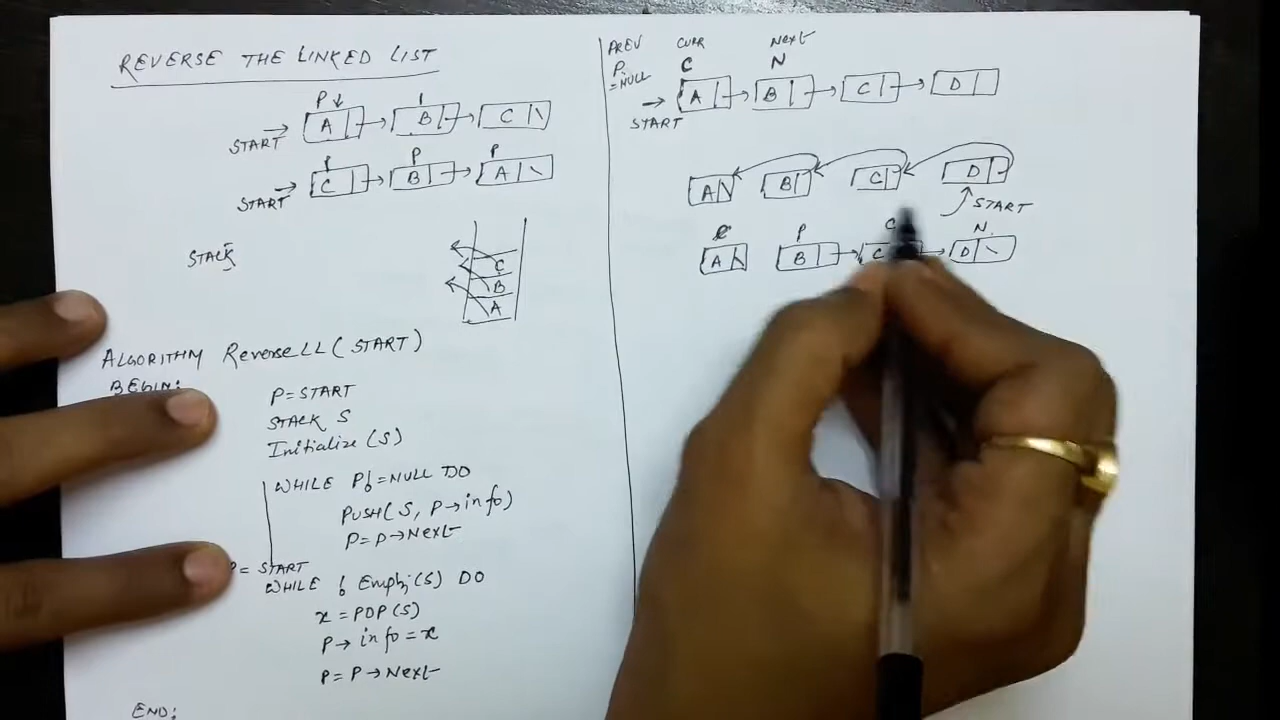 REVERSE THE LINKED LIST
P
START A B C
P P P
START C B A
STACK
C
B
A
ALGORITHM ReverseLL(START)
BEGIN:
P=START
STACK S
Initialize(S)
WHILE P!=NULL DO
PUSH(S, P→info)
P=P→Next
P=START
WHILE ! Empty(S) DO
x=POP(S)
P→info=x
P=P→Next
END;
PREV CURR Next
P C N
=NULL
A B C D
START
A B C D
START
P C N
A B C D